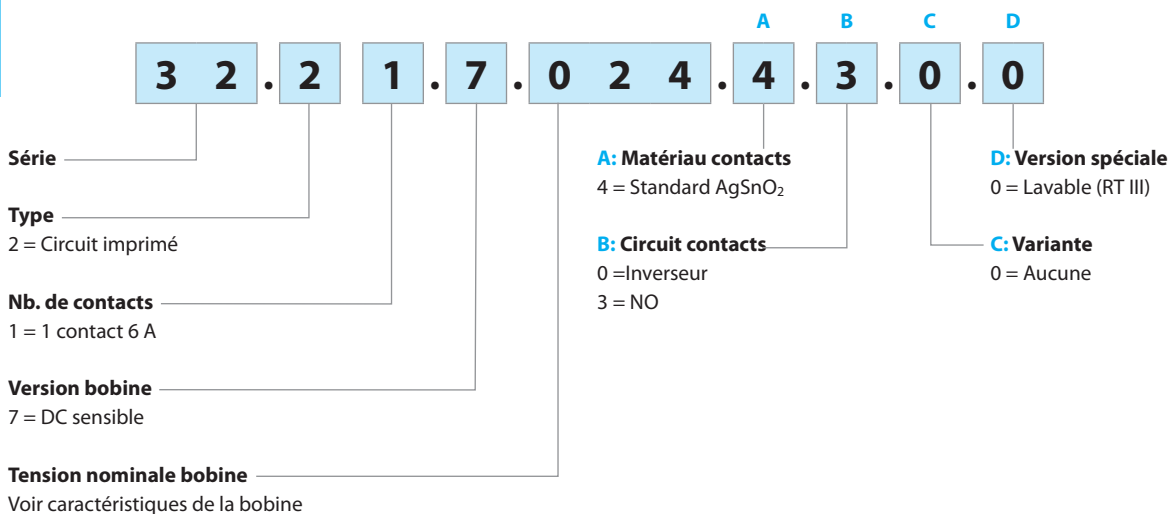 A B C D
3 2 . 2 1 . 7 . 0 2 4 . 4 . 3 . 0 . 0
Série
Type
2 = Circuit imprimé
Nb. de contacts
1 = 1 contact 6 A
Version bobine
7 = DC sensible
Tension nominale bobine
Voir caractéristiques de la bobine
A: Matériau contacts
4 = Standard AgSnO₂
B: Circuit contacts
0 =Inverseur
3 = NO
D: Version spéciale
0 = Lavable (RT III)
C: Variante
0 = Aucune